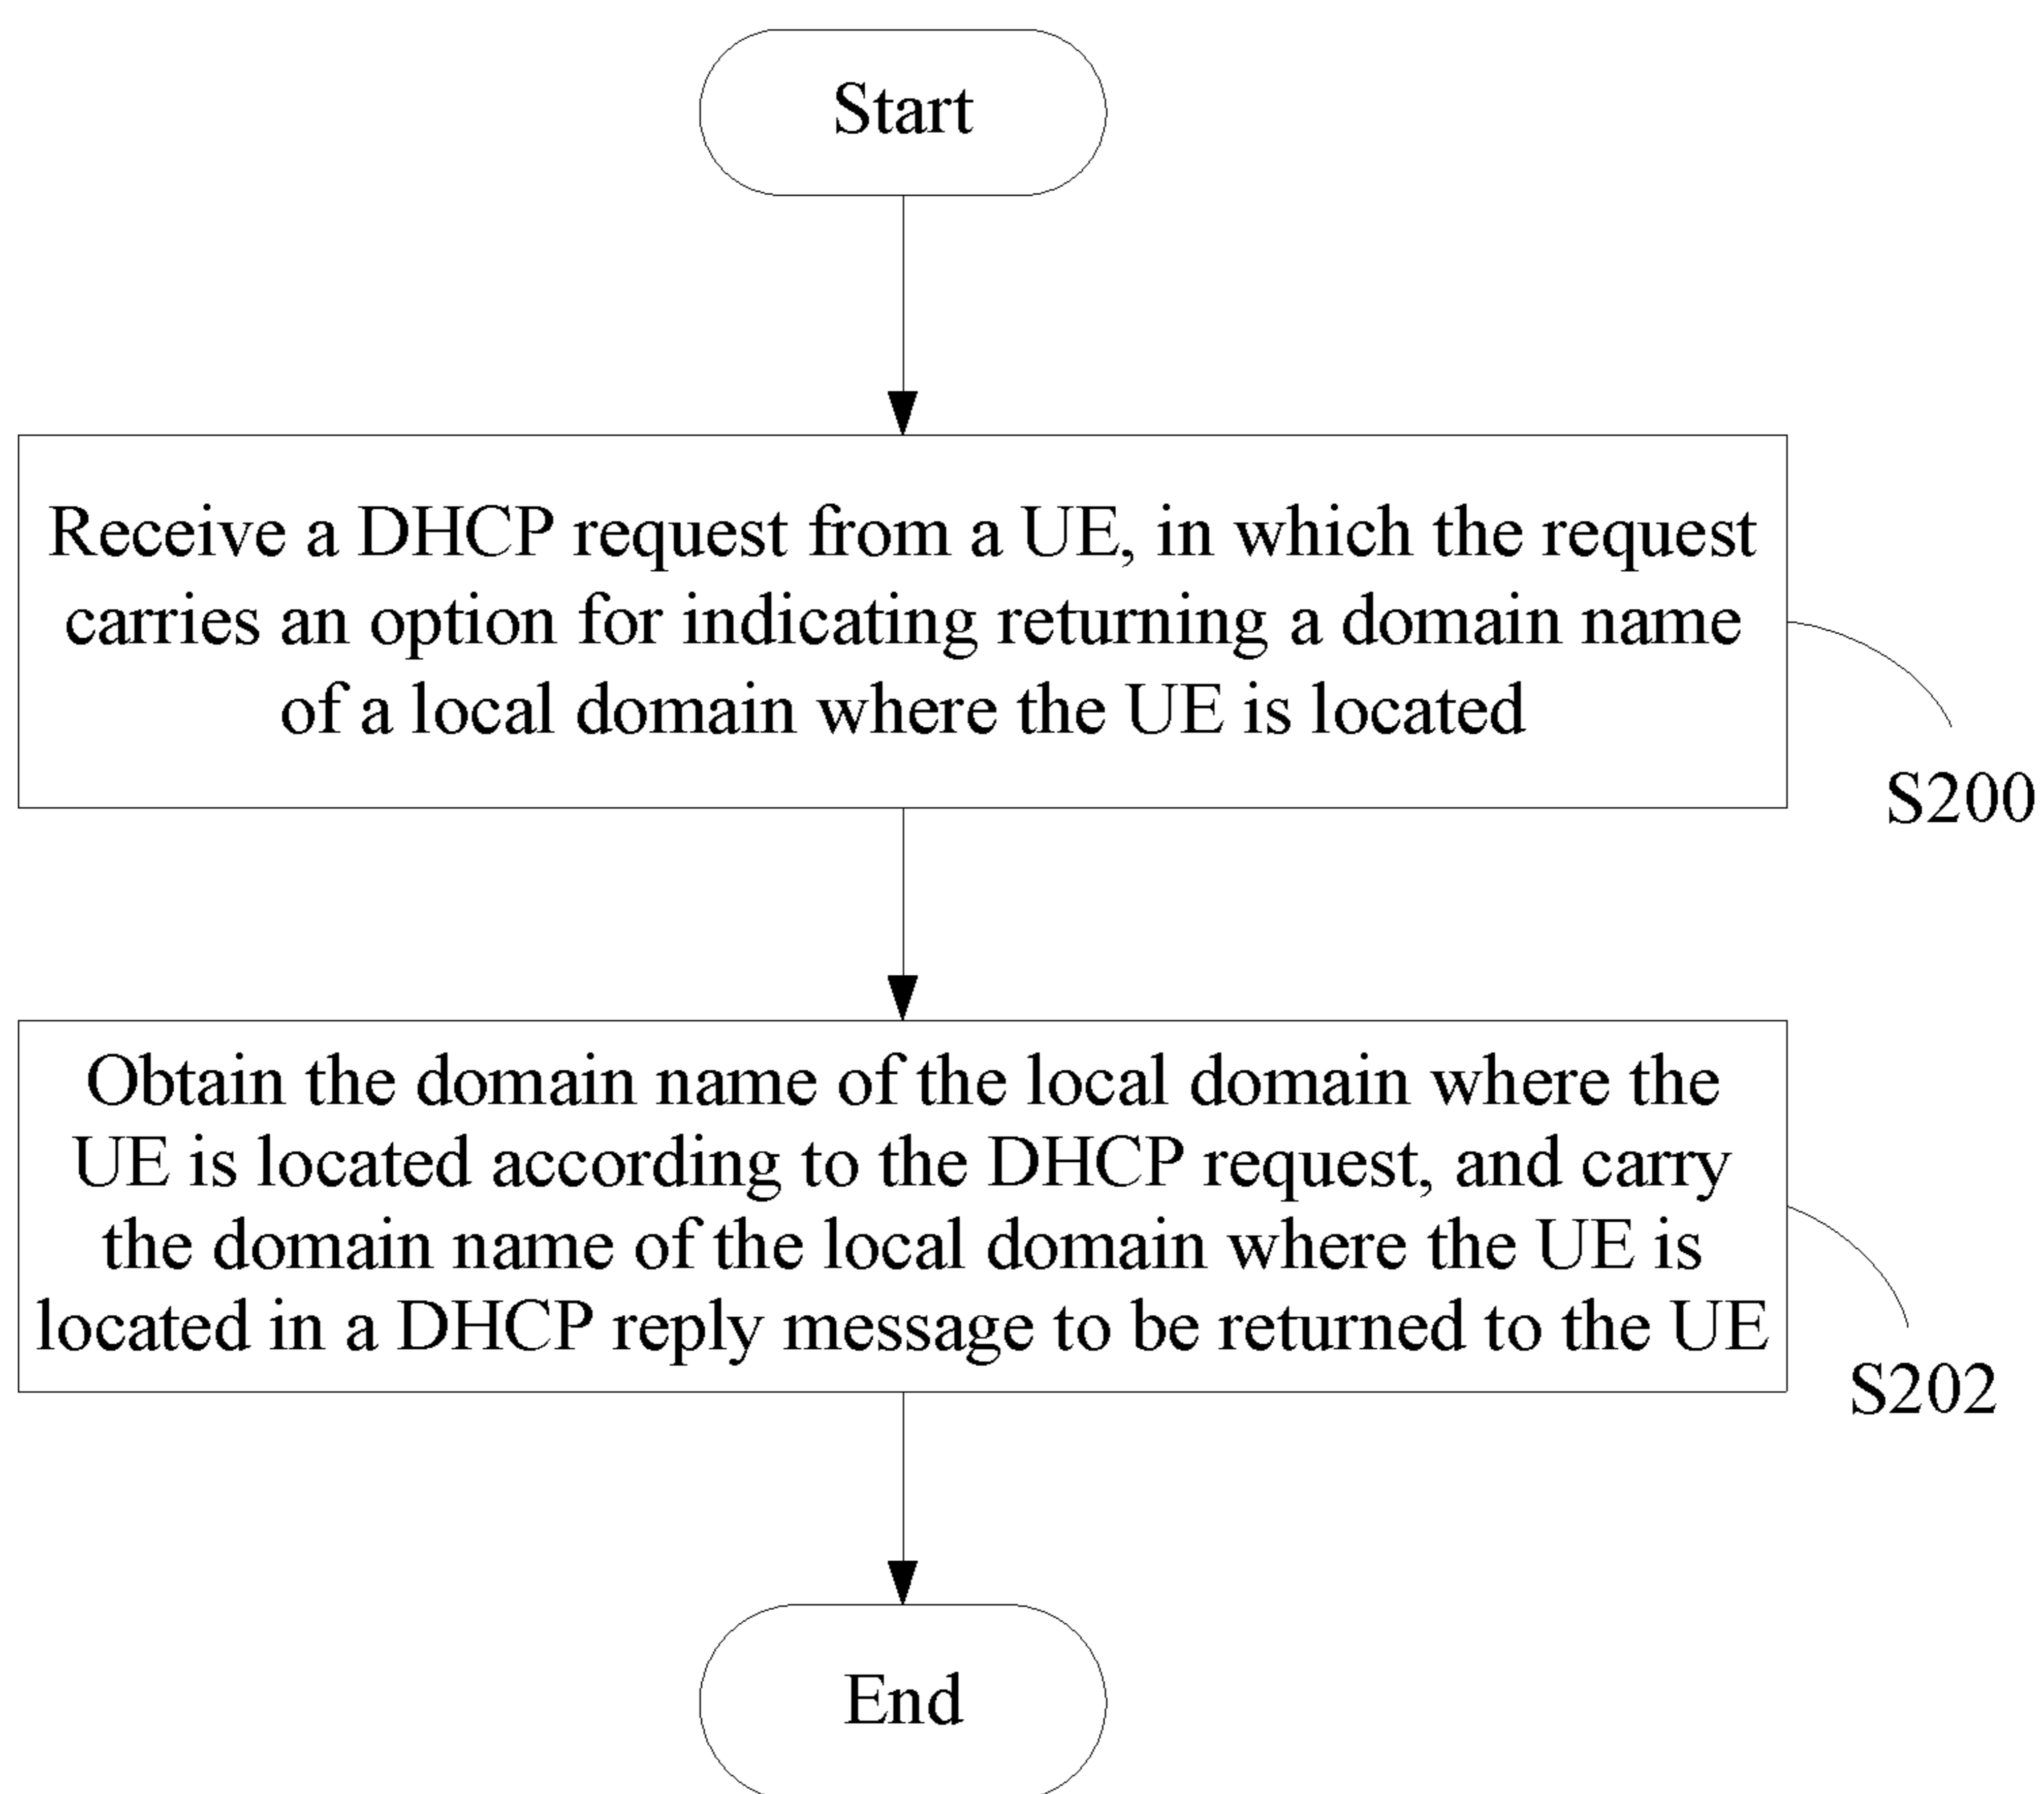 Start
Receive a DHCP request from a UE, in which the request
carries an option for indicating returning a domain name
of a local domain where the UE is located
S200
Obtain the domain name of the local domain where the
UE is located according to the DHCP request, and carry
the domain name of the local domain where the UE is
located in a DHCP reply message to be returned to the UE
S202
End